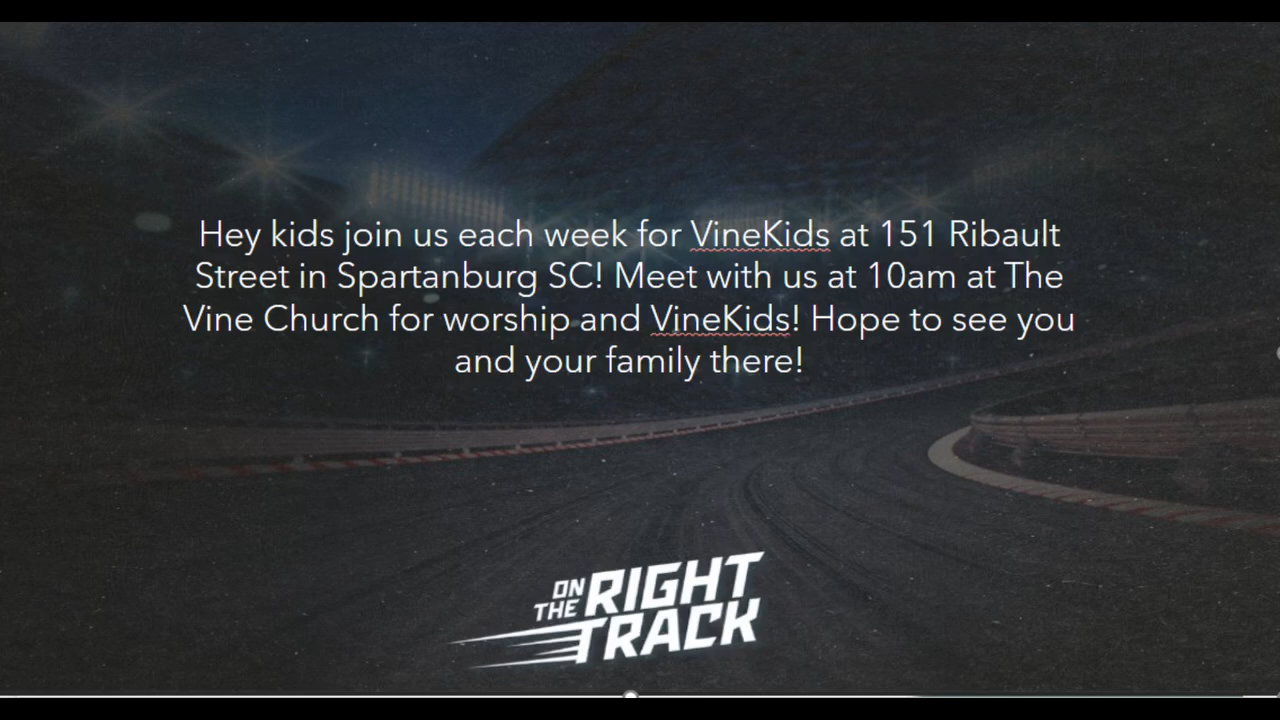 Hey kids join us each week for VineKids at 151 Ribault
Street in Spartanburg SC! Meet with us at 10am at The
Vine Church for worship and VineKids! Hope to see you
and your family there!
ON THE RIGHT
TRACK